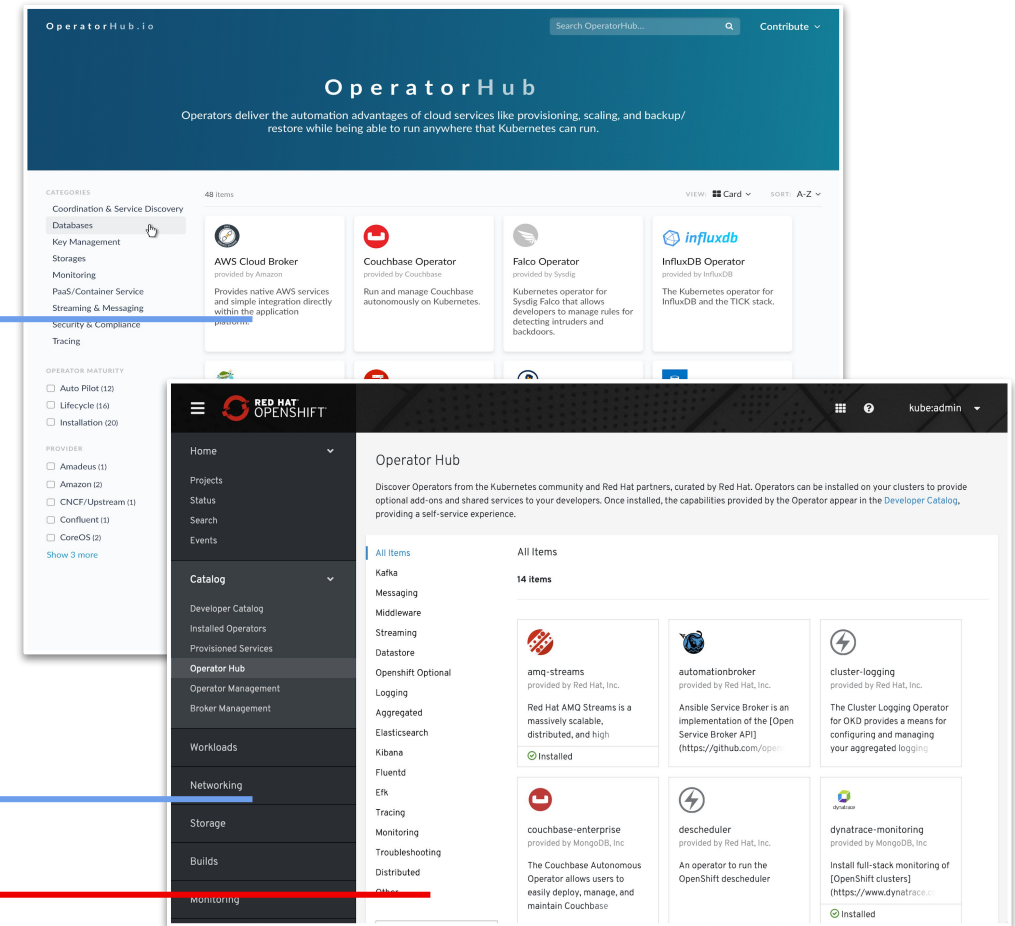 OperatorHub.io
Search OperatorHub...
Contribute
OperatorHub
Operators deliver the automation advantages of cloud services like provisioning, scaling, and backup/
restore while being able to run anywhere that Kubernetes can run.
CATEGORIES
Coordination & Service Discovery
Databases
Key Management
Storages
Monitoring
PaaS/Container Service
Streaming & Messaging
Security & Compliance
Tracing
OPERATOR MATURITY
Auto Pilot (12)
Lifecycle (16)
Installation (20)
PROVIDER
Amadeus (1)
Amazon (2)
CNCF/Upstream (1)
Confluent (1)
CoreOS (2)
Show 3 more
48 items
VIEW: Card
SORT: A-Z
AWS Cloud Broker
provided by Amazon
Provides native AWS services
and simple integration directly
within the application
platform.
Couchbase Operator
provided by Couchbase
Run and manage Couchbase
autonomously on Kubernetes.
Falco Operator
provided by Sysdig
Kubernetes operator for
Sysdig Falco that allows
developers to manage rules for
detecting intruders and
backdoors.
influxdb
InfluxDB Operator
provided by InfluxDB
The Kubernetes operator for
InfluxDB and the TICK stack.
RED HAT
OPENSHIFT
kube:admin
Home
Projects
Status
Search
Events
Catalog
Developer Catalog
Installed Operators
Provisioned Services
Operator Hub
Operator Management
Broker Management
Workloads
Networking
Storage
Builds
Monitoring
Operator Hub
Discover Operators from the Kubernetes community and Red Hat partners, curated by Red Hat. Operators can be installed on your clusters to provide
optional add-ons and shared services to your developers. Once installed, the capabilities provided by the Operator appear in the Developer Catalog,
providing a self-service experience.
All Items
Kafka
Messaging
Middleware
Streaming
Datastore
Openshift Optional
Logging
Aggregated
Elasticsearch
Kibana
Fluentd
Efk
Tracing
Monitoring
Troubleshooting
Distributed
Other
All Items
14 items
amq-streams
provided by Red Hat, Inc.
Red Hat AMQ Streams is a
massively scalable,
distributed, and high
Installed
automationbroker
provided by Red Hat, Inc.
Ansible Service Broker is an
implementation of the [Open
Service Broker API]
(https://github.com/open
cluster-logging
provided by Red Hat, Inc.
The Cluster Logging Operator
for OKD provides a means for
configuring and managing
your aggregated logging
couchbase-enterprise
provided by MongoDB, Inc
The Couchbase Autonomous
Operator allows users to
easily deploy, manage, and
maintain Couchbase
descheduler
provided by Red Hat, Inc.
An operator to run the
OpenShift descheduler
dynatrace
dynatrace-monitoring
provided by MongoDB, Inc
Install full-stack monitoring of
[OpenShift clusters]
(https://www.dynatrace.c
Installed